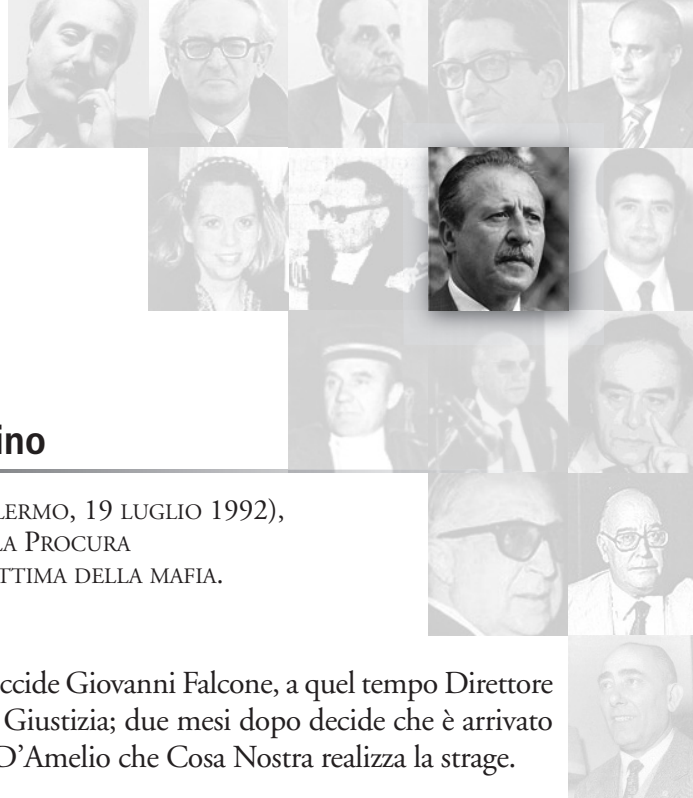 ino
LERMO, 19 LUGLIO 1992),
LA PROCURA
TTIMA DELLA MAFIA.
ccide Giovanni Falcone, a quel tempo Direttore
Giustizia; due mesi dopo decide che è arrivato
D’Amelio che Cosa Nostra realizza la strage.